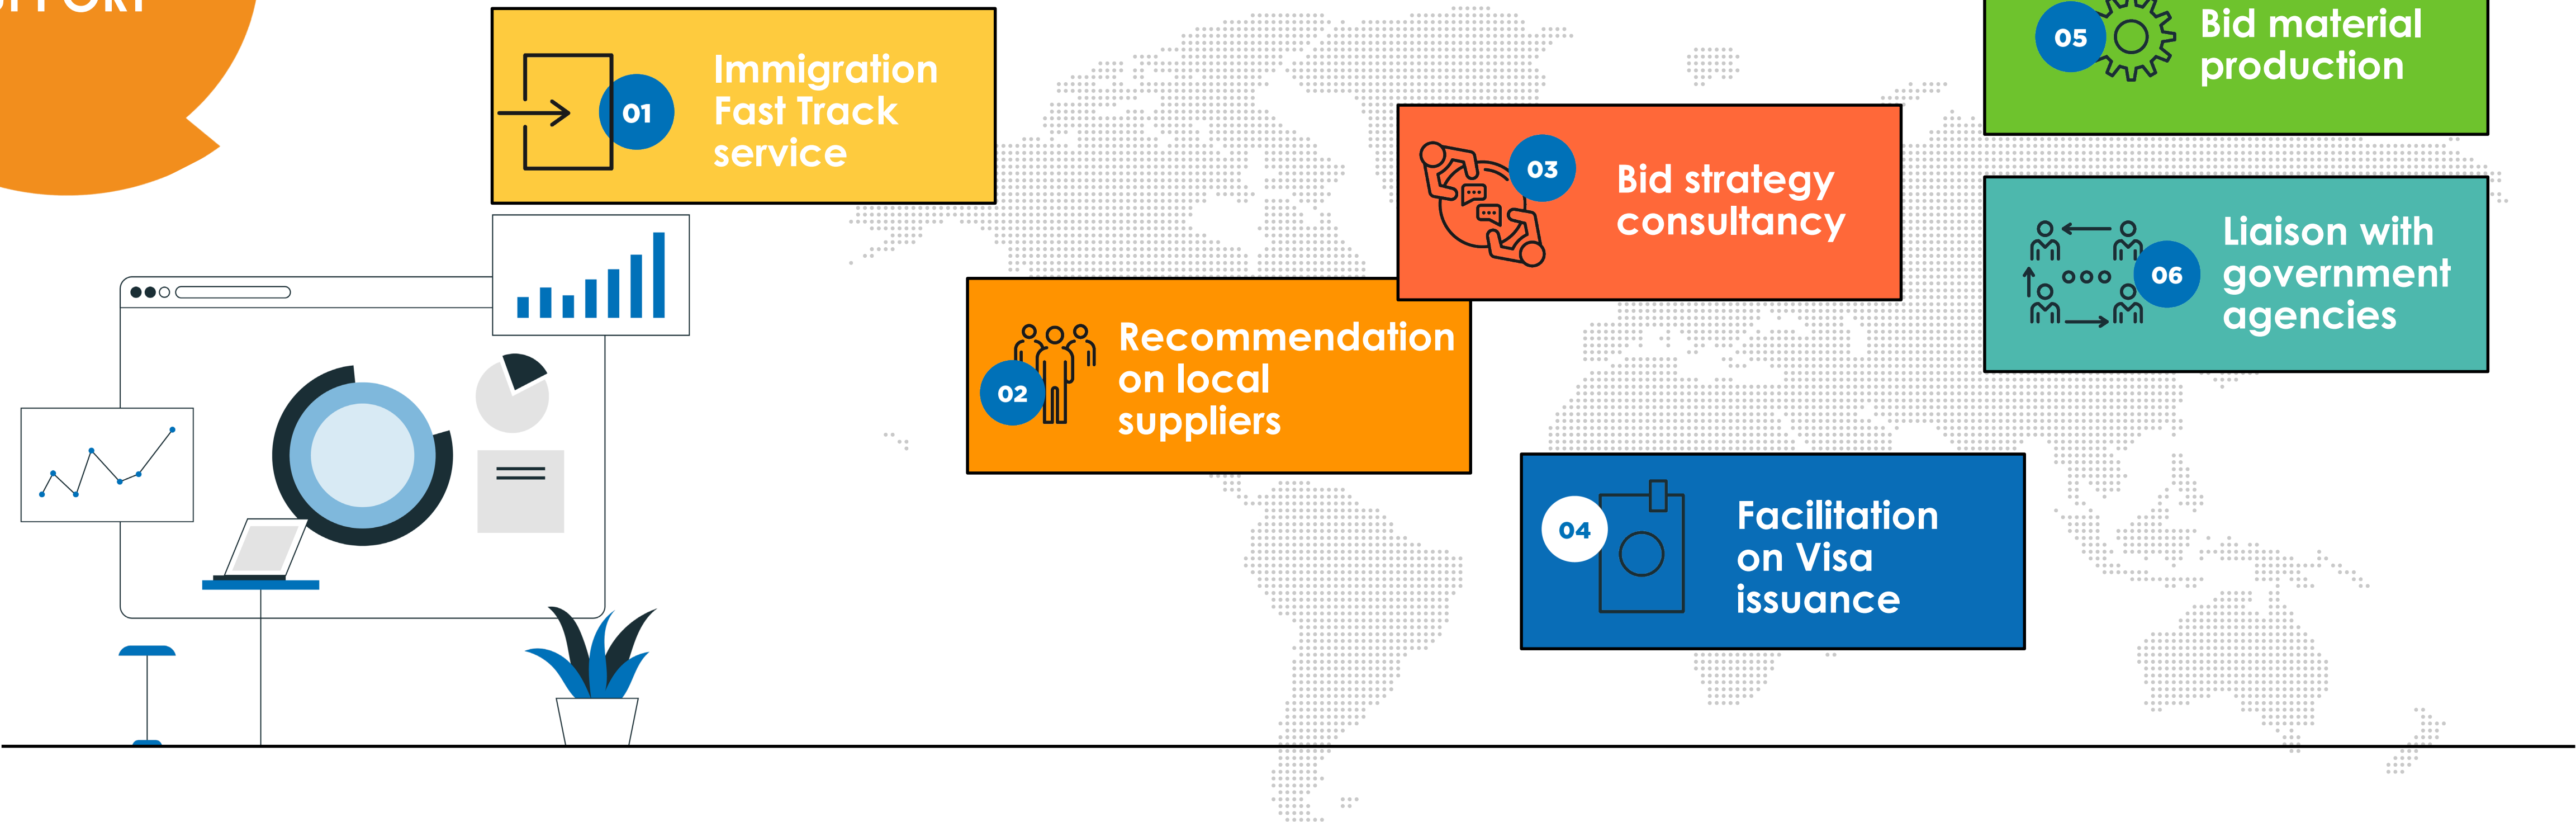 01
Immigration
Fast Track
service
02
Recommendation
on local
suppliers
03
Bid strategy
consultancy
04
Facilitation
on Visa
issuance
05
Bid material
production
06
Liaison with
government
agencies